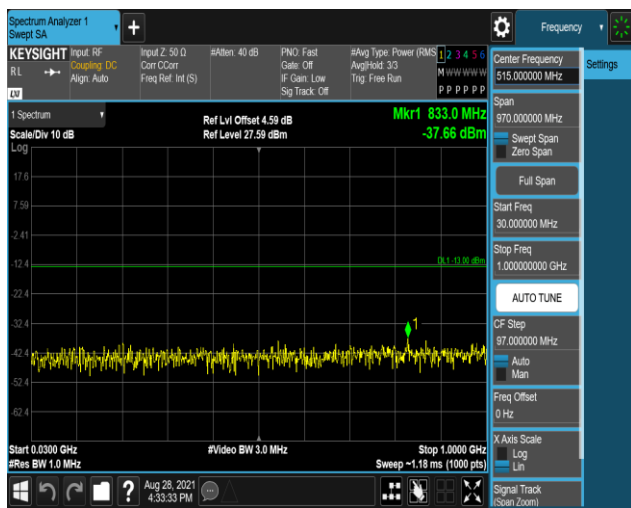 Spectrum Analyzer 1
Swept SA
+
Frequency
KEYSIGHT
RL
LXI
Input: RF
Coupling: DC
Align: Auto
Input Z: 50 Ω
Corr CCorr
Freq Ref: Int (S)
#Atten: 40 dB
PNO: Fast
Gate: Off
IF Gain: Low
Sig Track: Off
#Avg Type: Power (RMS
Avg|Hold: 3/3
Trig: Free Run
1 2 3 4 5 6
M W W W W W
P P P P P P
1 Spectrum
Scale/Div 10 dB
Log
Ref Lvl Offset 4.59 dB
Ref Level 27.59 dBm
Mkr1 833.0 MHz
-37.66 dBm
17.6
7.59
-2.41
-12.4
-22.4
-32.4
-42.4
-52.4
-62.4
DL1 -13.00 dBm
1
Start 0.0300 GHz
#Res BW 1.0 MHz
#Video BW 3.0 MHz
Stop 1.0000 GHz
Sweep ~1.18 ms (1000 pts)
?
Aug 28, 2021
4:33:33 PM
Center Frequency
515.000000 MHz
Span
970.000000 MHz
Swept Span
Zero Span
Full Span
Start Freq
30.000000 MHz
Stop Freq
1.000000000 GHz
AUTO TUNE
CF Step
97.000000 MHz
Auto
Man
Freq Offset
0 Hz
X Axis Scale
Log
Lin
Signal Track
(Span Zoom)
Settings